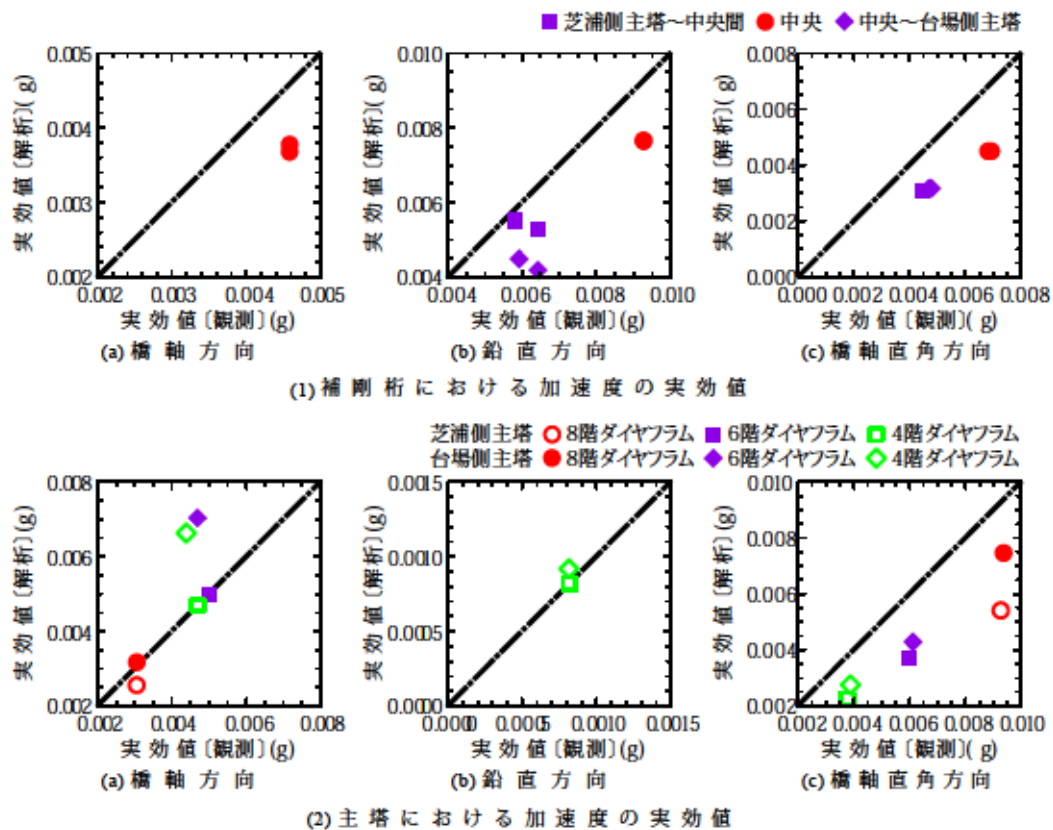 芝浦側主塔～中央間 中央 中央～台場側主塔
0.005 0.004 0.003 0.002
実効値〔解析〕(g)
0.002 0.003 0.004 0.005
実効値〔観測〕(g)
(a) 橋軸方向
0.010 0.008 0.006 0.004
実効値〔解析〕(g)
0.004 0.006 0.008 0.010
実効値〔観測〕(g)
(b) 鉛直方向
0.008 0.006 0.004 0.002 0.000
実効値〔解析〕(g)
0.000 0.002 0.004 0.006 0.008
実効値〔観測〕(g)
(c) 橋軸直角方向
(1) 補剛桁における加速度の実効値
芝浦側主塔 8階ダイヤフラム 6階ダイヤフラム 4階ダイヤフラム
台場側主塔 8階ダイヤフラム 6階ダイヤフラム 4階ダイヤフラム
0.008 0.006 0.004 0.002
実効値〔解析〕(g)
0.002 0.004 0.006 0.008
実効値〔観測〕(g)
(a) 橋軸方向
0.0015 0.0010 0.0005 0.0000
実効値〔解析〕(g)
0.0000 0.0005 0.0010 0.0015
実効値〔観測〕(g)
(b) 鉛直方向
0.010 0.008 0.006 0.004 0.002
実効値〔解析〕(g)
0.002 0.004 0.006 0.008 0.010
実効値〔観測〕(g)
(c) 橋軸直角方向
(2) 主塔における加速度の実効値